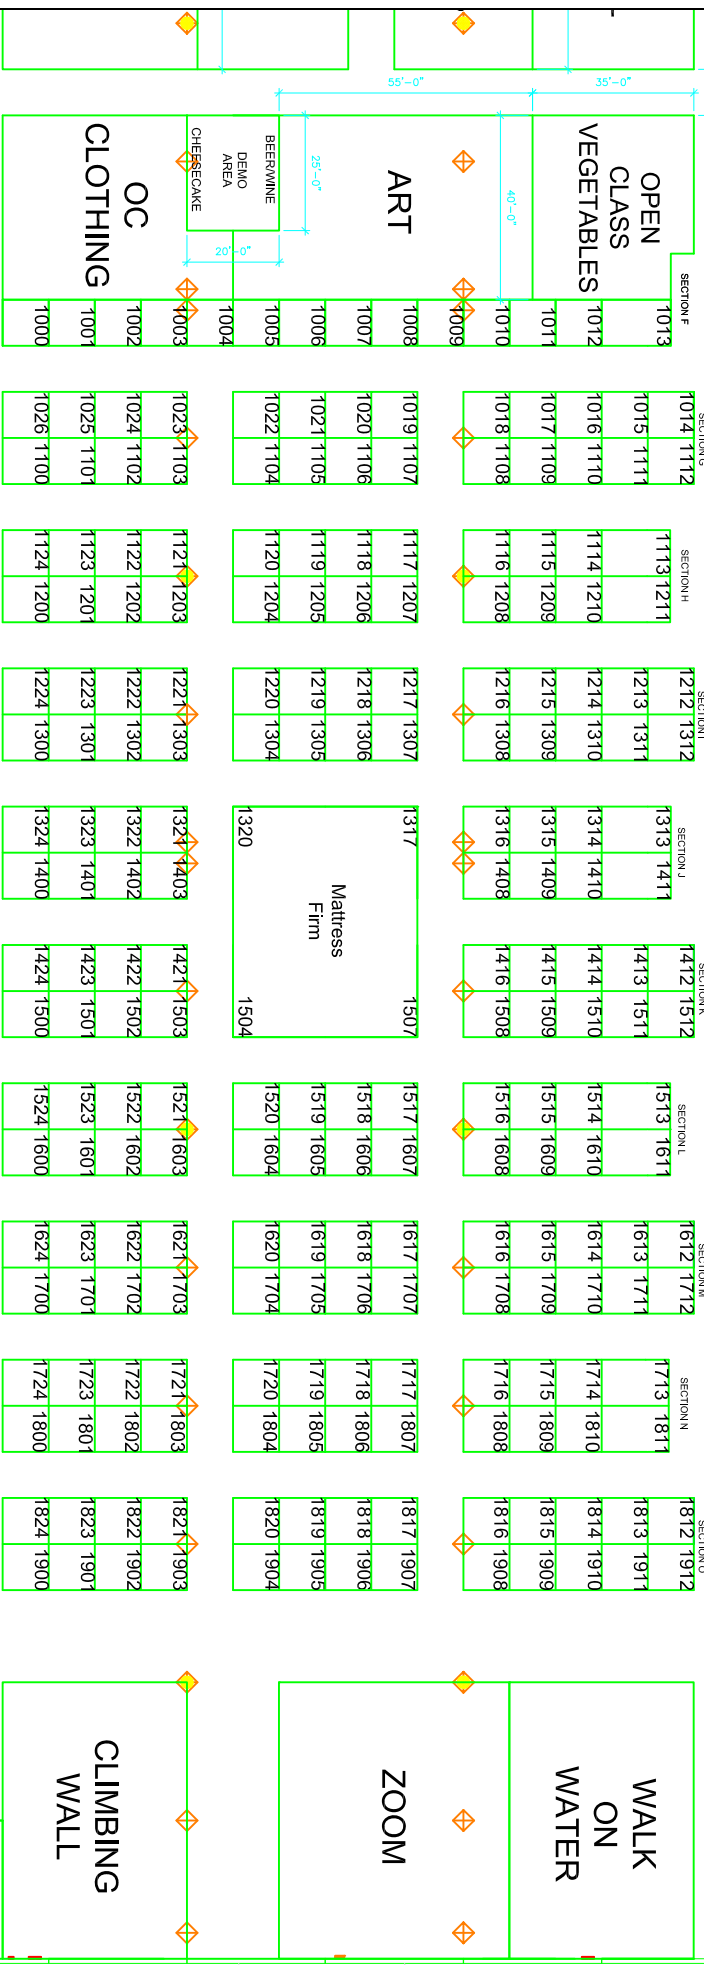 55'-0"
35'-0"
OPEN
CLASS
VEGETABLES
ART
BEER/WINE
DEMO
AREA
CHEESECAKE
OC
CLOTHING
25'-0"
40'-0"
20'-0"
SECTION F
1000 1001 1002 1003 1004 1005 1006 1007 1008 1009 1010 1011 1012 1013
SECTION G
1026 1025 1024 1023 1022 1021 1020 1019 1018 1017 1016 1015 1014
1100 1101 1102 1103 1104 1105 1106 1107 1108 1109 1110 1111 1112
SECTION H
1124 1123 1122 1121 1120 1119 1118 1117 1116 1115 1114 1113
1200 1201 1202 1203 1204 1205 1206 1207 1208 1209 1210 1211
SECTION I
1224 1223 1222 1221 1220 1219 1218 1217 1216 1215 1214 1213 1212
1300 1301 1302 1303 1304 1305 1306 1307 1308 1309 1310 1311 1312
SECTION J
1324 1323 1322 1321 1320 1317 1316 1315 1314 1313
1400 1401 1402 1403 1408 1409 1410 1411
Mattress
Firm
SECTION K
1424 1423 1422 1421 1416 1415 1414 1413 1412
1500 1501 1502 1503 1504 1507 1508 1509 1510 1511 1512
SECTION L
1524 1523 1522 1521 1520 1519 1518 1517 1516 1515 1514 1513
1600 1601 1602 1603 1604 1605 1606 1607 1608 1609 1610 1611
SECTION M
1624 1623 1622 1621 1620 1619 1618 1617 1616 1615 1614 1613 1612
1700 1701 1702 1703 1704 1705 1706 1707 1708 1709 1710 1711 1712
SECTION N
1724 1723 1722 1721 1720 1719 1718 1717 1716 1715 1714 1713
1800 1801 1802 1803 1804 1805 1806 1807 1808 1809 1810 1811
SECTION O
1824 1823 1822 1821 1820 1819 1818 1817 1816 1815 1814 1813 1812
1900 1901 1902 1903 1904 1905 1906 1907 1908 1909 1910 1911 1912
CLIMBING
WALL
ZOOM
WALK
ON
WATER